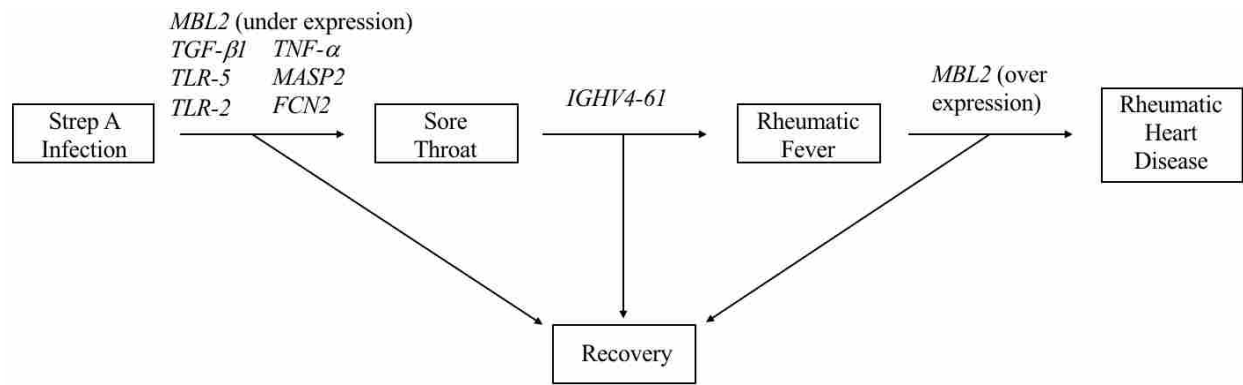 MBL2 (under expression)
TGF-β1 TNF-α
TLR-5 MASP2
TLR-2 FCN2
Strep A
Infection
Sore
Throat
IGHV4-61
Rheumatic
Fever
MBL2 (over
expression)
Rheumatic
Heart
Disease
Recovery